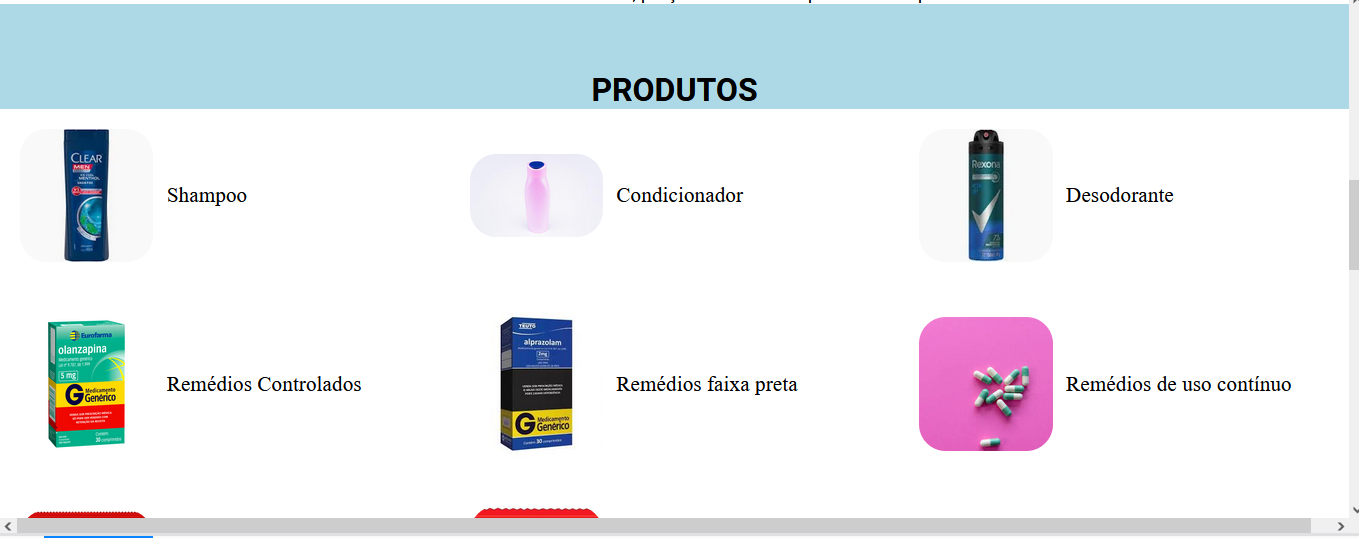 PRODUTOS
CLEAR
MEN
MENTHOL
Shampoo
Condicionador
Rexona
Desodorante
Eurofarma
olanzapina
5 mg
G Medicamento
Genérico
Remédios Controlados
TEUTO
alprazolam
2mg
G Medicamento
Genérico
Remédios faixa preta
Remédios de uso contínuo